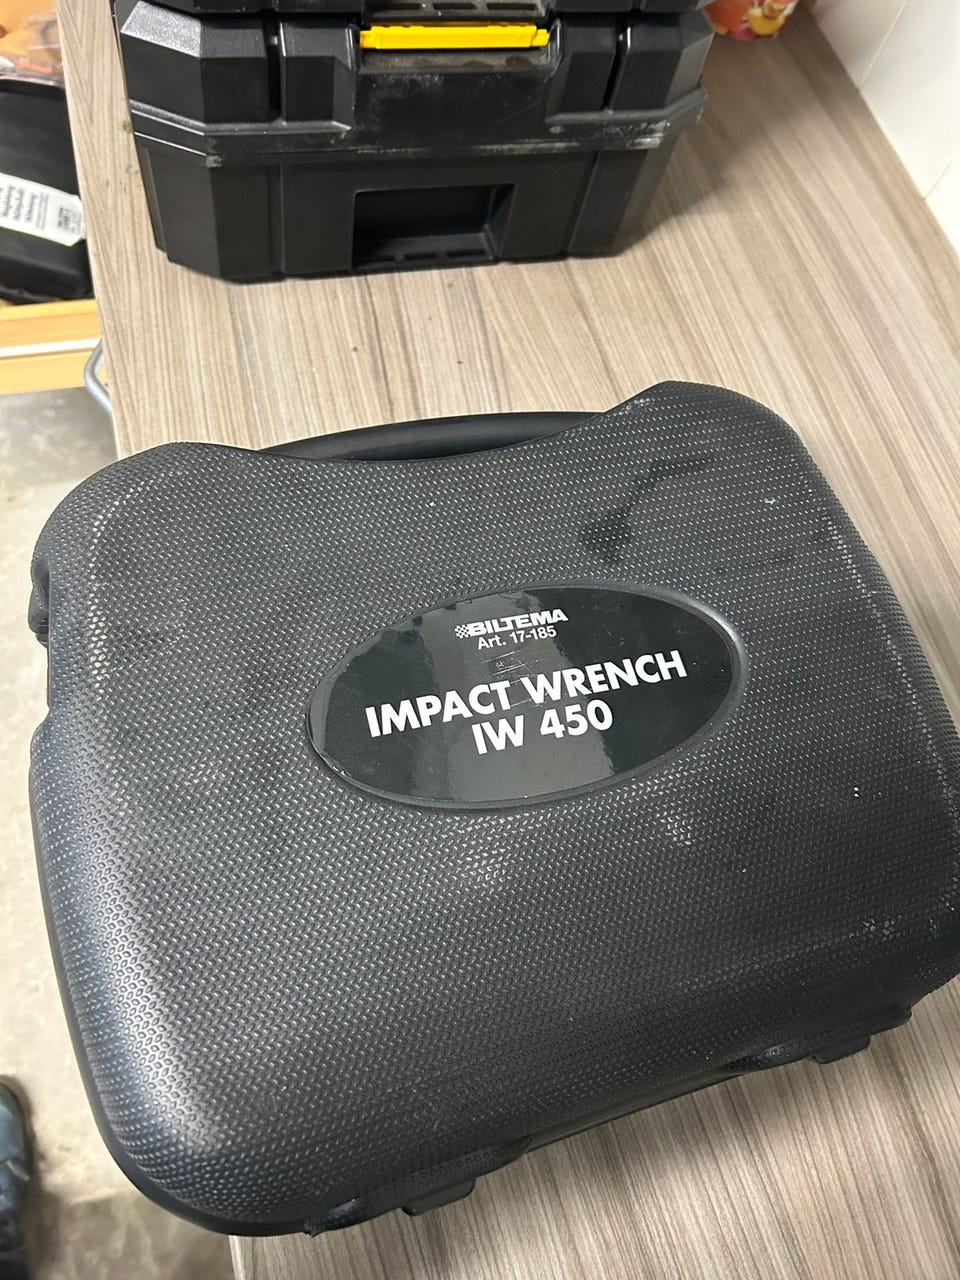 BILTEMA
Art. 17-185
IMPACT WRENCH
IW 450